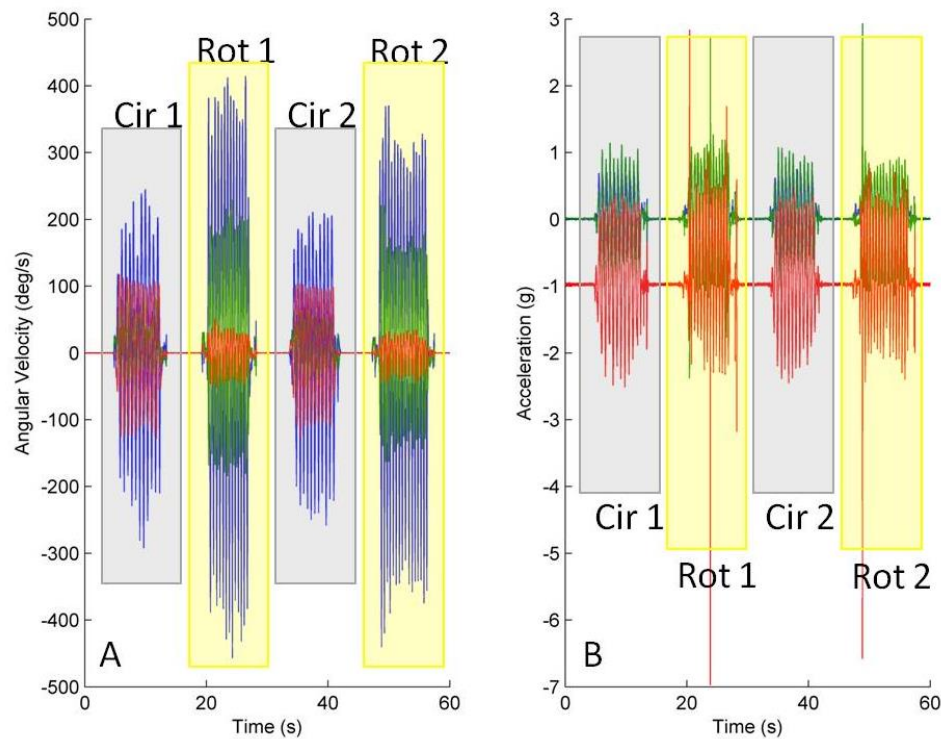 500
400
300
200
100
0
-100
-200
-300
-400
-500
Angular Velocity (deg/s)
Cir 1
Rot 1
Cir 2
Rot 2
A
0
20
40
60
Time (s)
3
2
1
0
-1
-2
-3
-4
-5
-6
-7
Acceleration (g)
Cir 1
Rot 1
Cir 2
Rot 2
B
0
20
40
60
Time (s)